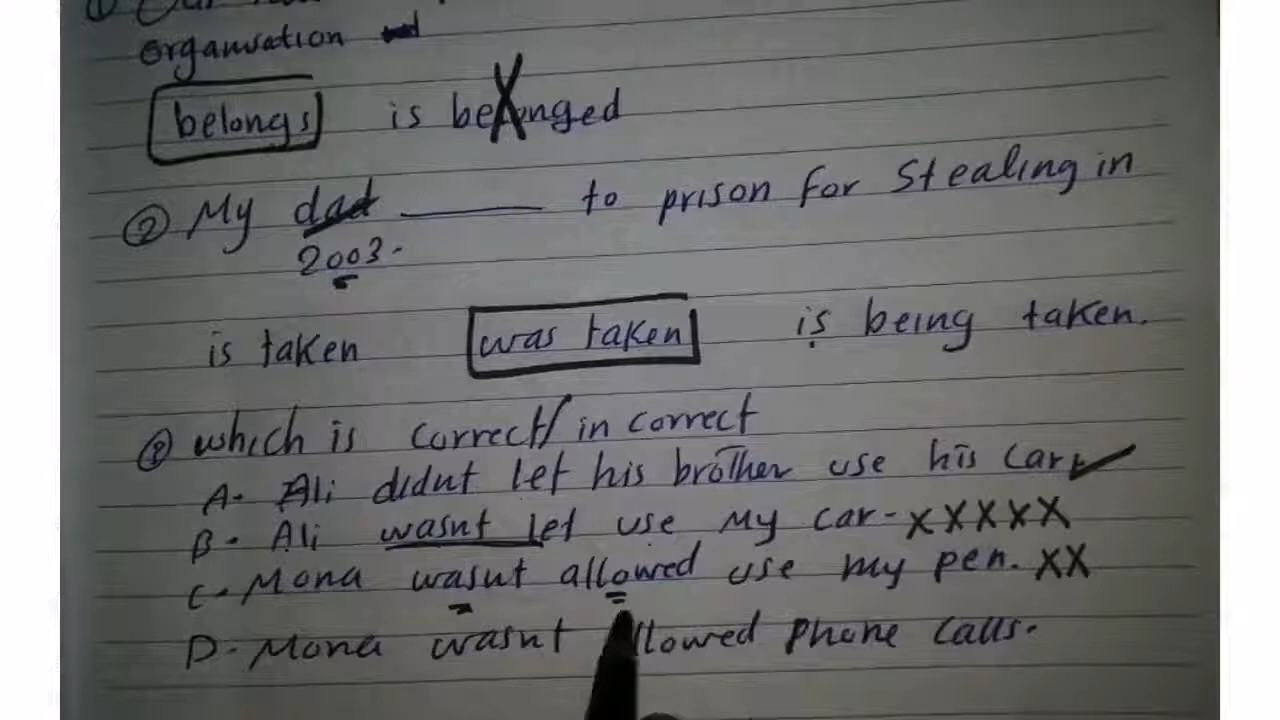 ① Our
organisation
belongs is belonged
② My dad ______ to prison for stealing in
2003.
is taken was taken is being taken.
③ which is correct/in correct
A. Ali didnt let his brother use his car ✓
B. Ali wasnt let use my car - XXXXX
C. Mona wasnt allowed use my pen. XX
D. Mona wasnt allowed phone calls.